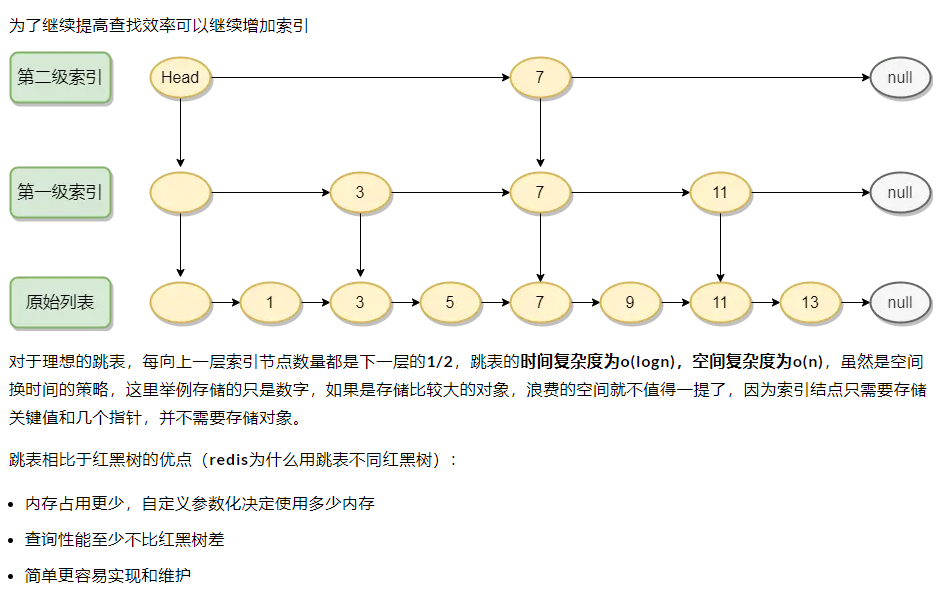 为了继续提高查找效率可以继续增加索引
第二级索引 Head 7 null
第一级索引 3 7 11 null
原始列表 1 3 5 7 9 11 13 null
对于理想的跳表，每向上一层索引节点数量都是下一层的1/2，跳表的时间复杂度为o(logn)，空间复杂度为o(n)，虽然是空间
换时间的策略，这里举例存储的只是数字，如果是存储比较大的对象，浪费的空间就不值得一提了，因为索引结点只需要存储
关键值和几个指针，并不需要存储对象。
跳表相比于红黑树的优点（redis为什么用跳表不同红黑树）：
• 内存占用更少，自定义参数化决定使用多少内存
• 查询性能至少不比红黑树差
• 简单更容易实现和维护